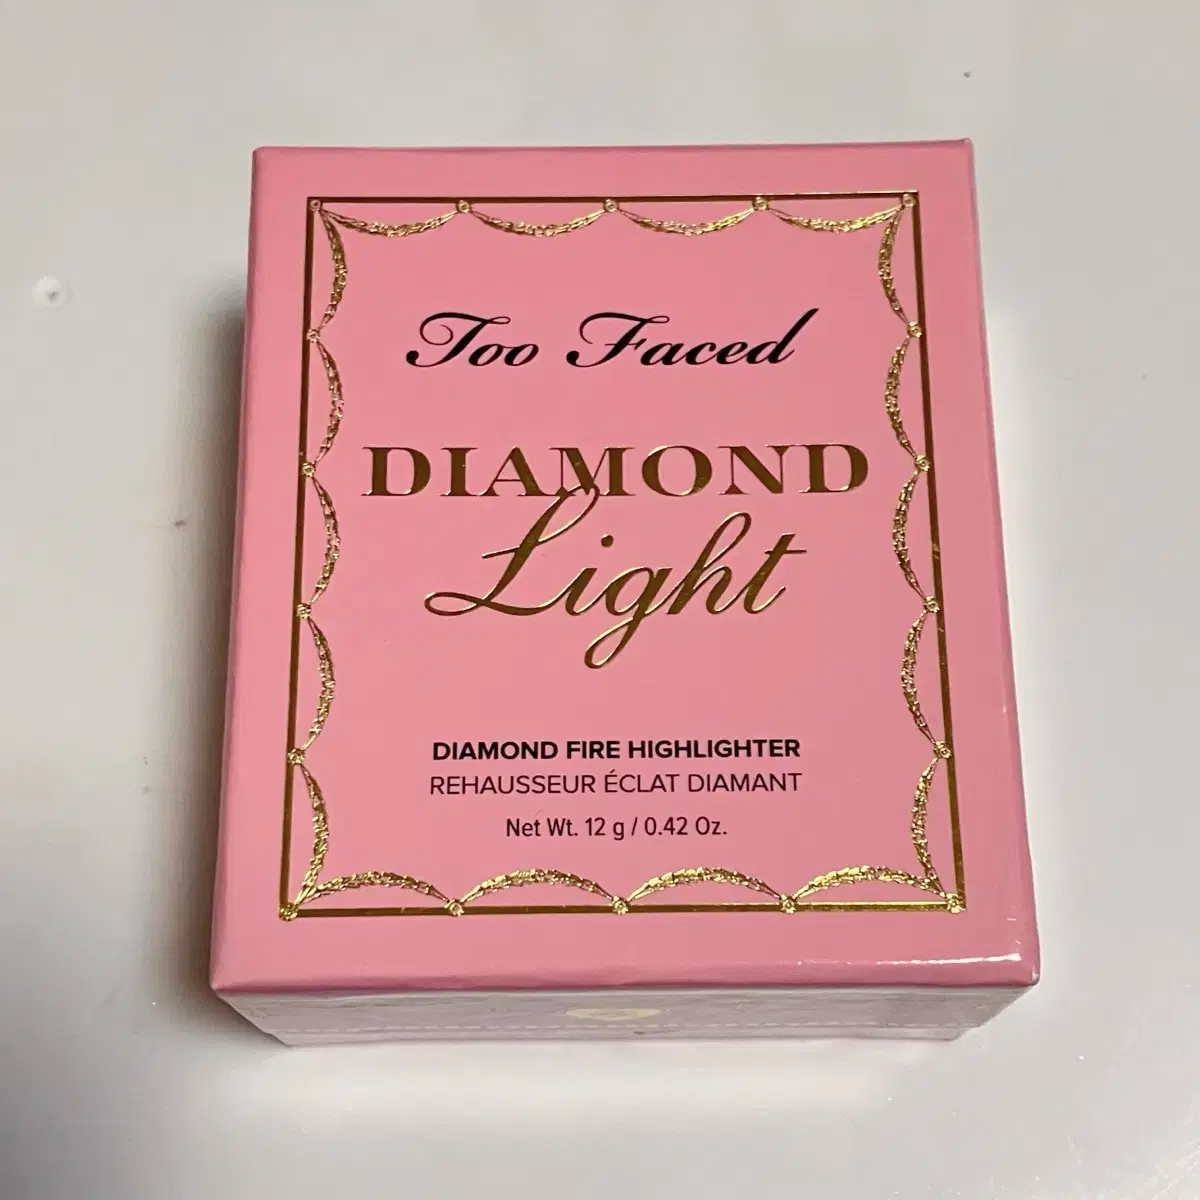 Too Faced
DIAMOND
Light
DIAMOND FIRE HIGHLIGHTER
REHAUSSEUR ÉCLAT DIAMANT
Net Wt. 12 g / 0.42 Oz.